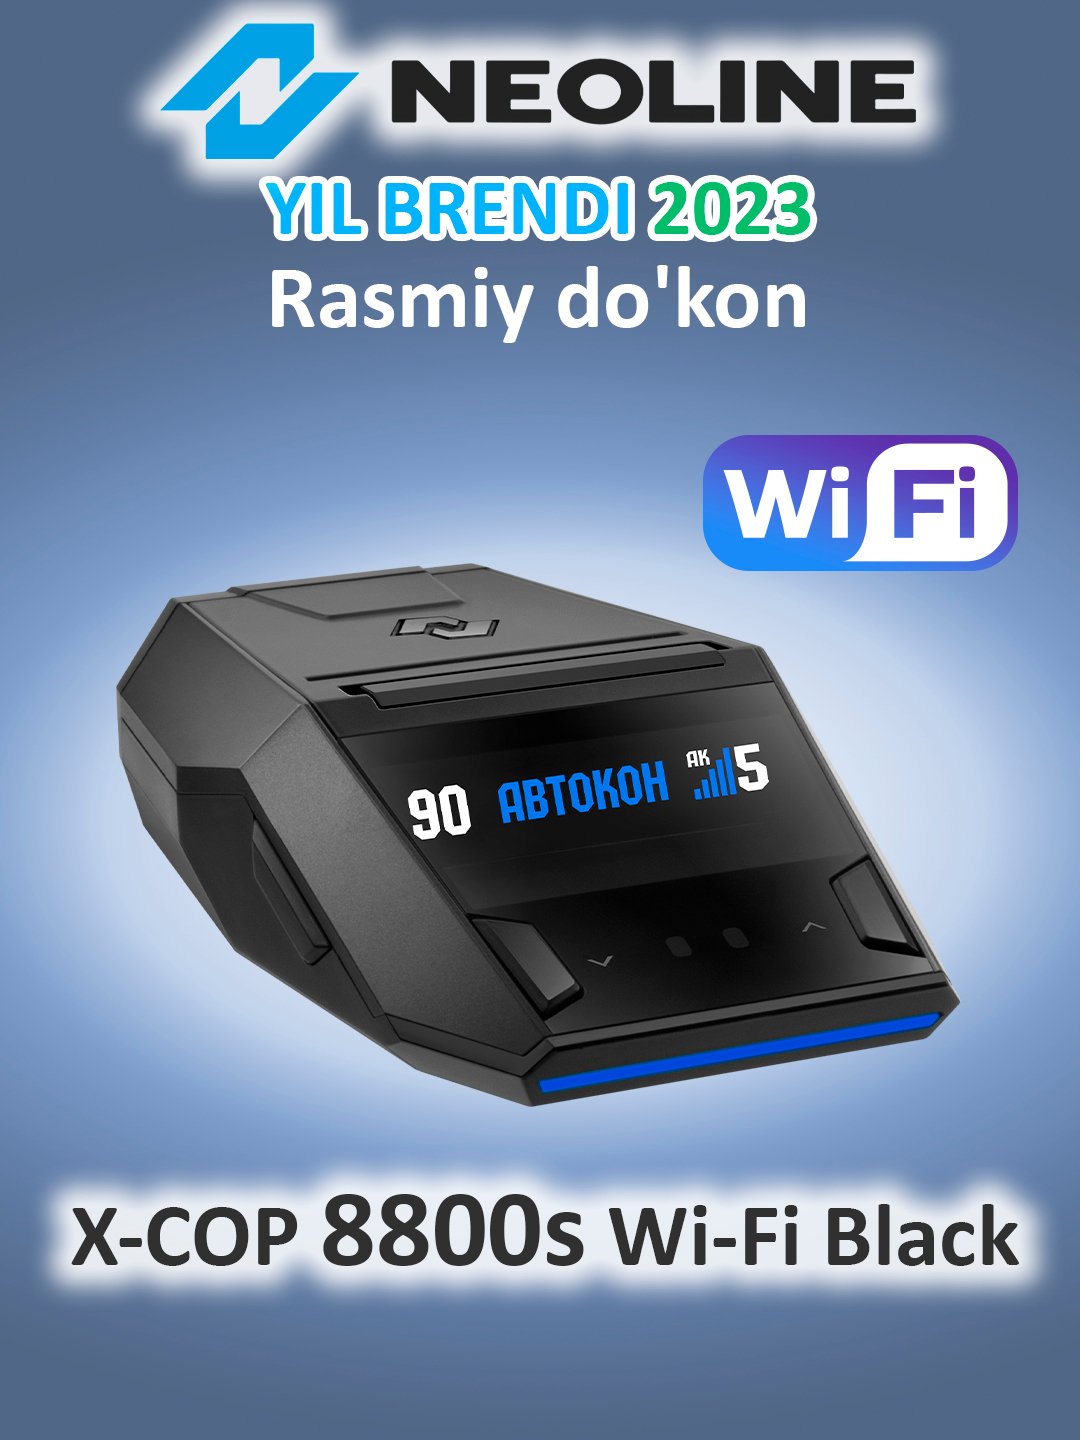 NEOLINE
YIL BRENDI 2023
Rasmiy do'kon
Wi Fi
90 АВТОКОН АК 5
X-COP 8800s Wi-Fi Black